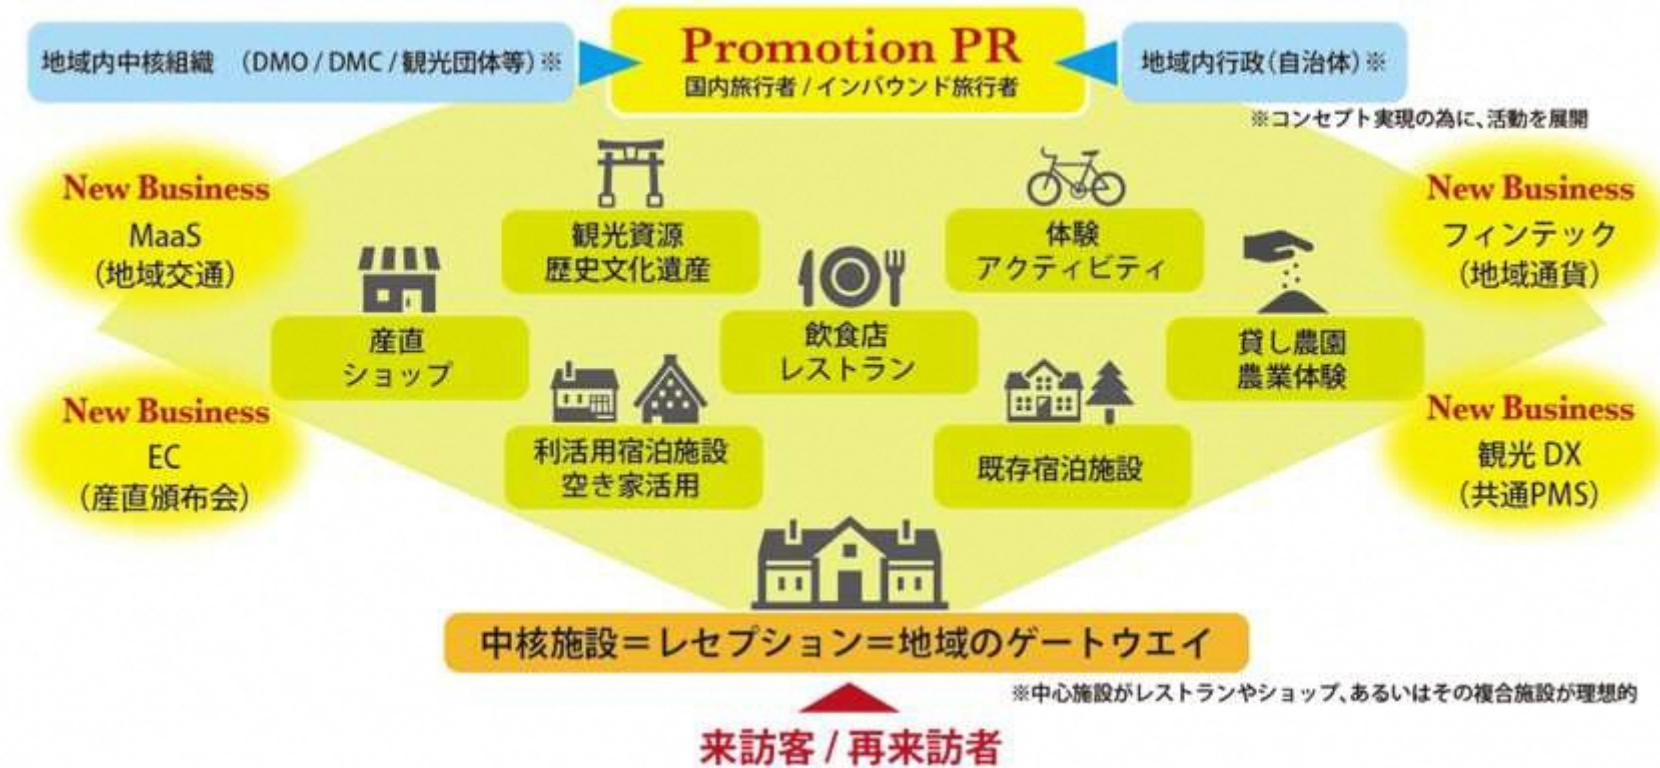 地域内中核組織 (DMO / DMC / 観光団体等)※
Promotion PR
国内旅行者 / インバウンド旅行者
地域内行政(自治体)※
※コンセプト実現の為に、活動を展開
New Business
MaaS
(地域交通)
観光資源
歴史文化遺産
体験
アクティビティ
New Business
フィンテック
(地域通貨)
産直
ショップ
飲食店
レストラン
貸し農園
農業体験
New Business
EC
(産直頒布会)
利活用宿泊施設
空き家活用
既存宿泊施設
New Business
観光 DX
(共通PMS)
中核施設=レセプション=地域のゲートウエイ
※中心施設がレストランやショップ、あるいはその複合施設が理想的
来訪客 / 再来訪者